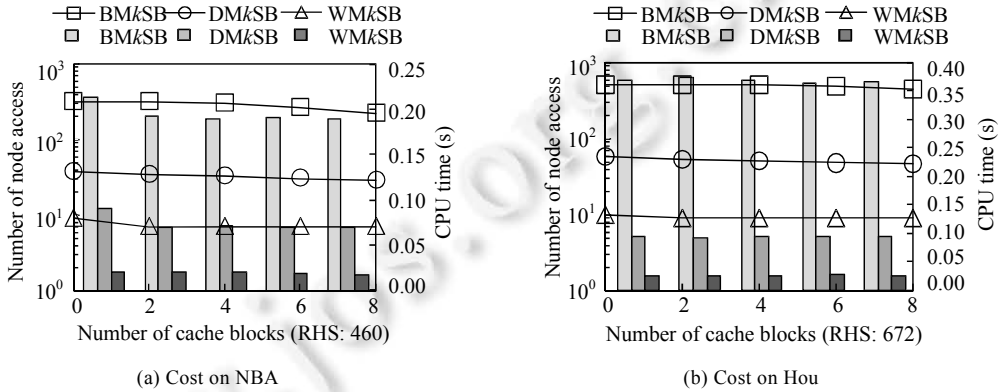 BMkSB DMkSB WMkSB
BMkSB DMkSB WMkSB
Number of node access
10³
10²
10¹
10⁰
0.25
0.20
0.15
0.10
0.05
0.00
CPU time (s)
0 2 4 6 8
Number of cache blocks (RHS: 460)
(a) Cost on NBA
BMkSB DMkSB WMkSB
BMkSB DMkSB WMkSB
Number of node access
10³
10²
10¹
10⁰
0.40
0.35
0.30
0.25
0.20
0.15
0.10
0.05
0.00
CPU time (s)
0 2 4 6 8
Number of cache blocks (RHS: 672)
(b) Cost on Hou